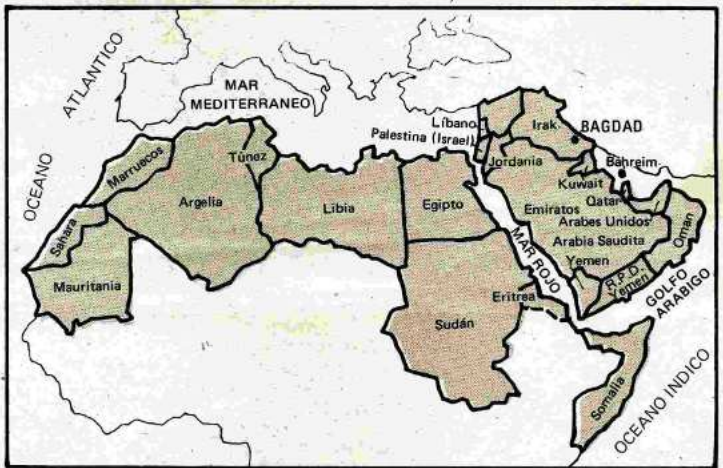 ATLANTICO
OCEANO
MAR
MEDITERRANEO
Líbano
Palestina (Israel)
Jordania
Irak
BAGDAD
Bahreim
Kuwait
Qatar
Emiratos
Arabes Unidos
Arabia Saudita
Yemen
R.P.D.
Yemen
Oman
GOLFO
ARABIGO
MAR ROJO
Marruecos
Túnez
Argelia
Libia
Egipto
Sahara
Mauritania
Sudán
Eritrea
Somalia
OCEANO INDICO